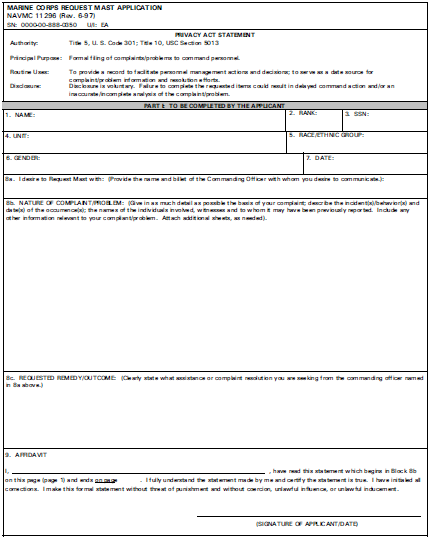 MARINE CORPS REQUEST MAST APPLICATION
NAVMC 11296 (Rev. 6-97)
SN: 0000-00-888-0350 U/I: EA
PRIVACY ACT STATEMENT
Authority: Title 5, U. S. Code 301; Title 10, USC Section 5013
Principal Purpose: Formal filing of complaints/problems to command personnel.
Routine Uses: To provide a record to facilitate personnel management actions and decisions; to serve as a date source for
complaint/problem information and resolution efforts.
Disclosure: Disclosure is voluntary. Failure to complete the requested items could result in delayed command action and/or an
inaccurate/incomplete analysis of the complaint/problem.
PART I: TO BE COMPLETED BY THE APPLICANT
1. NAME: 2. RANK: 3. SSN:
4. UNIT: 5. RACE/ETHNIC GROUP:
6. GENDER: 7. DATE:
8a. I desire to Request Mast with: (Provide the name and billet of the Commanding Officer with whom you desire to communicate.):
8b. NATURE OF COMPLAINT/PROBLEM: (Give in as much detail as possible the basis of your complaint; describe the incident(s)/behavior(s) and
date(s) of the occurrence(s); the names of the individuals involved, witnesses and to whom it may have been previously reported. Include any
other information relevant to your compliant/problem. Attach additional sheets, as needed).
8c. REQUESTED REMEDY/OUTCOME: (Clearly state what assistance or complaint resolution you are seeking from the commanding officer named
in 8a above.)
9. AFFIDAVIT
I, , have read this statement which begins in Block 8b
on this page (page 1) and ends on page . I fully understand the statement made by me and certify the statement is true. I have initialed all
corrections. I make this formal statement without threat of punishment and without coercion, unlawful influence, or unlawful inducement.
(SIGNATURE OF APPLICANT/DATE)